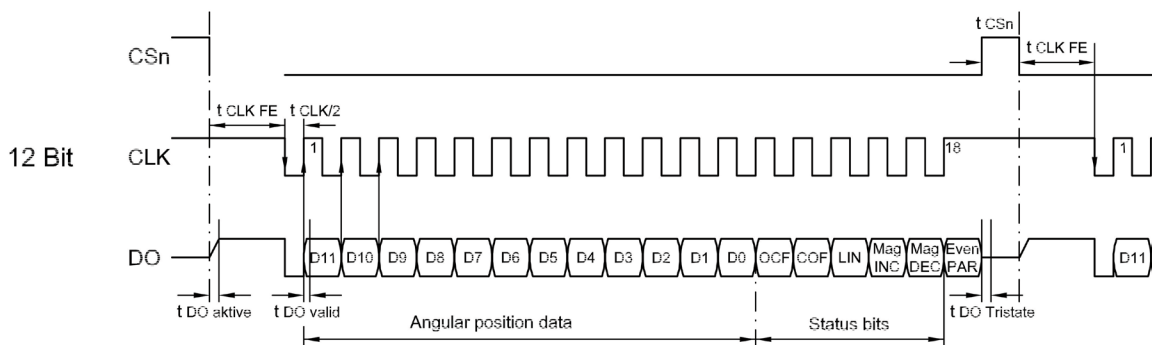 t CSn
CSn
t CLK FE
t CLK FE
t CLK/2
12 Bit
CLK
1
18
1
DO
D11
D10
D9
D8
D7
D6
D5
D4
D3
D2
D1
D0
OCF
COF
LIN
Mag
INC
Mag
DEC
Even
PAR
D11
t DO aktive
t DO valid
Angular position data
Status bits
t DO Tristate